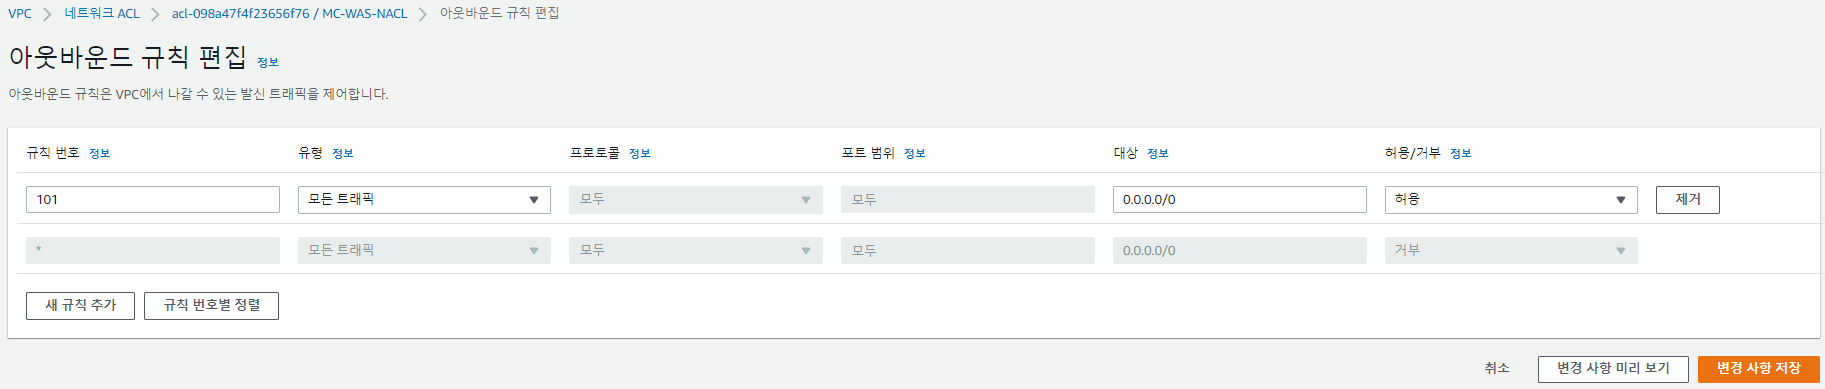 VPC > 네트워크 ACL > acl-098a47f4f23656f76 / MC-WAS-NACL > 아웃바운드 규칙 편집
아웃바운드 규칙 편집 정보
아웃바운드 규칙은 VPC에서 나갈 수 있는 발신 트래픽을 제어합니다.
규칙 번호 정보 유형 정보 프로토콜 정보 포트 범위 정보 대상 정보 허용/거부 정보
101 모든 트래픽 모두 모두 0.0.0.0/0 허용 제거
* 모든 트래픽 모두 모두 0.0.0.0/0 거부
새 규칙 추가 규칙 번호별 정렬
취소 변경 사항 미리 보기 변경 사항 저장